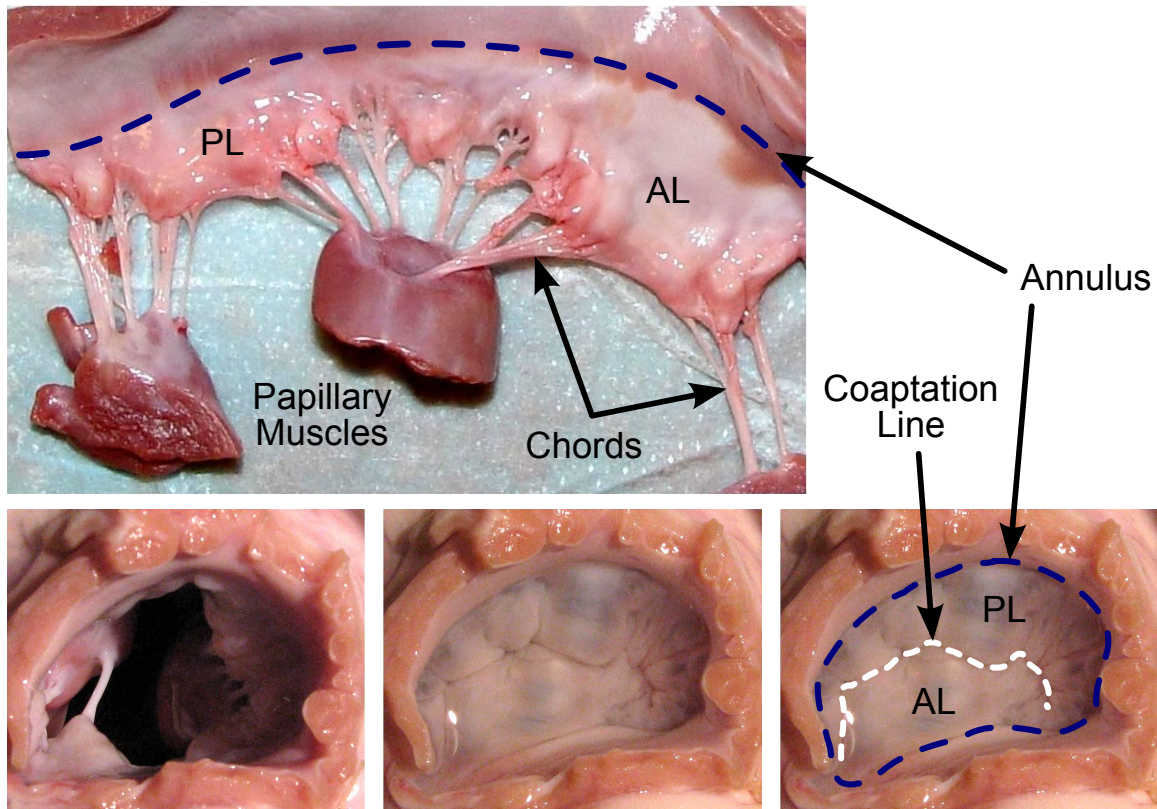 PL
AL
Annulus
Papillary
Muscles
Chords
Coaptation
Line
PL
AL